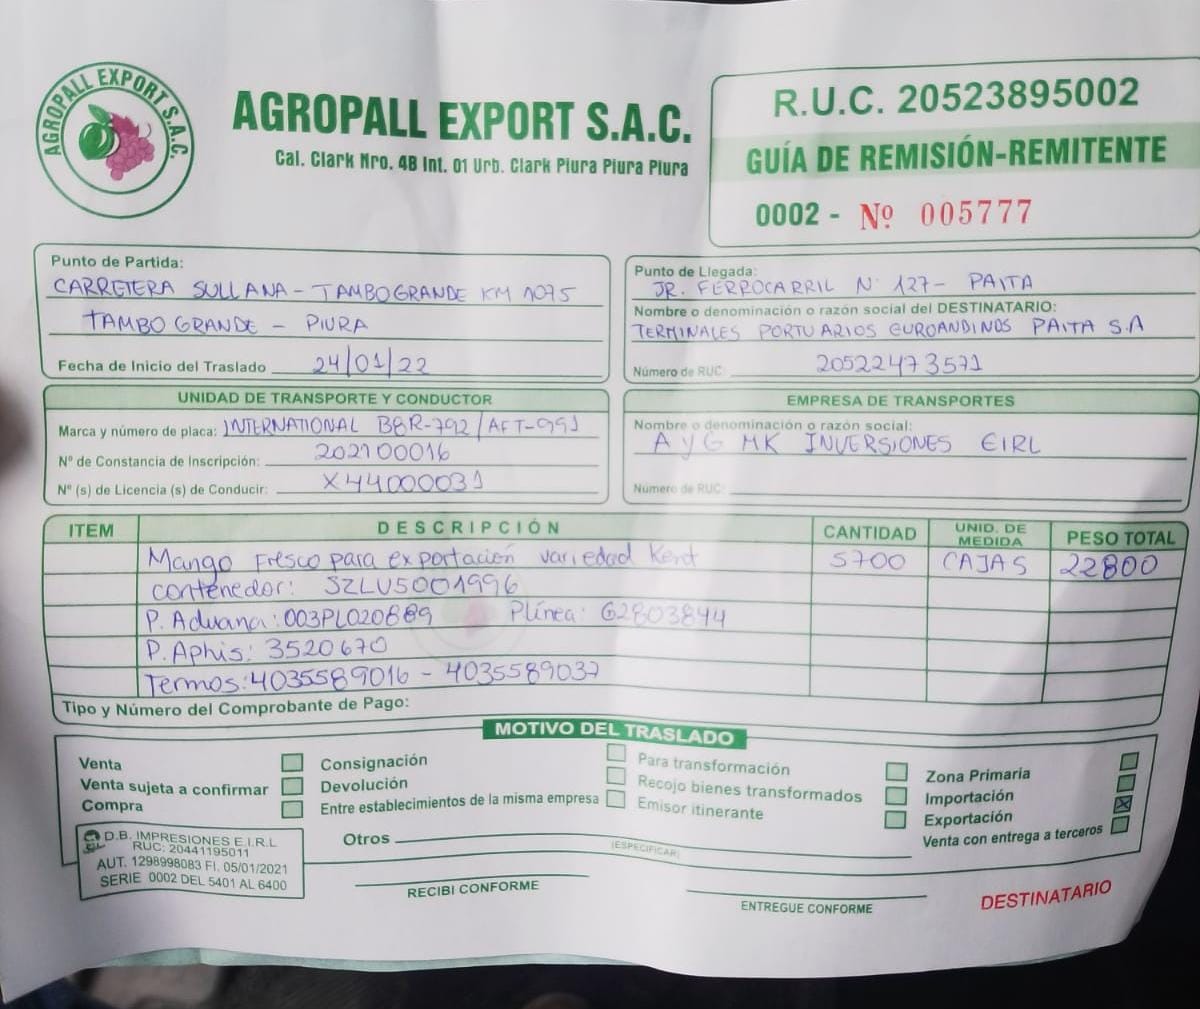 AGROPALL EXPORT S.A.C.
AGROPALL EXPORT S.A.C.
Cal. Clark Nro. 4B Int. 01 Urb. Clark Piura Piura Piura
R.U.C. 20523895002
GUÍA DE REMISIÓN-REMITENTE
0002 - Nº 005777
Punto de Partida:
CARRETERA SULLANA - TAMBOGRANDE KM 1075
TAMBO GRANDE - PIURA
Fecha de Inicio del Traslado 24/01/22
Punto de Llegada:
JR. FERROCARRIL Nº 127- PAITA
Nombre o denominación o razón social del DESTINATARIO:
TERMINALES PORTUARIOS EUROANDINOS PAITA S.A
Número de RUC: 20522473571
UNIDAD DE TRANSPORTE Y CONDUCTOR
Marca y número de placa: INTERNATIONAL B8R-792/AFT-991
Nº de Constancia de Inscripción: 202100016
Nº (s) de Licencia (s) de Conducir: X44000031
EMPRESA DE TRANSPORTES
Nombre o denominación o razón social:
A Y G MK INVERSIONES EIRL
Número de RUC:
ITEM DESCRIPCIÓN CANTIDAD UNID. DE MEDIDA PESO TOTAL
Mango Fresco para exportación variedad Kent 5700 CAJAS 22800
contenedor: SZLU5001996
P. Aduana: 003PL020889 Plínea: 62803844
P. Aphis: 3520670
Termos: 4035589016 - 4035589037
Tipo y Número del Comprobante de Pago:
MOTIVO DEL TRASLADO
Venta
Venta sujeta a confirmar
Compra
Consignación
Devolución
Entre establecimientos de la misma empresa
Para transformación
Recojo bienes transformados
Emisor itinerante
Zona Primaria
Importación
Exportación
Venta con entrega a terceros
Otros
(ESPECIFICAR)
D.B. IMPRESIONES E.I.R.L
RUC: 20441195011
AUT. 1298998083 FI. 05/01/2021
SERIE 0002 DEL 5401 AL 6400
RECIBI CONFORME
ENTREGUE CONFORME
DESTINATARIO